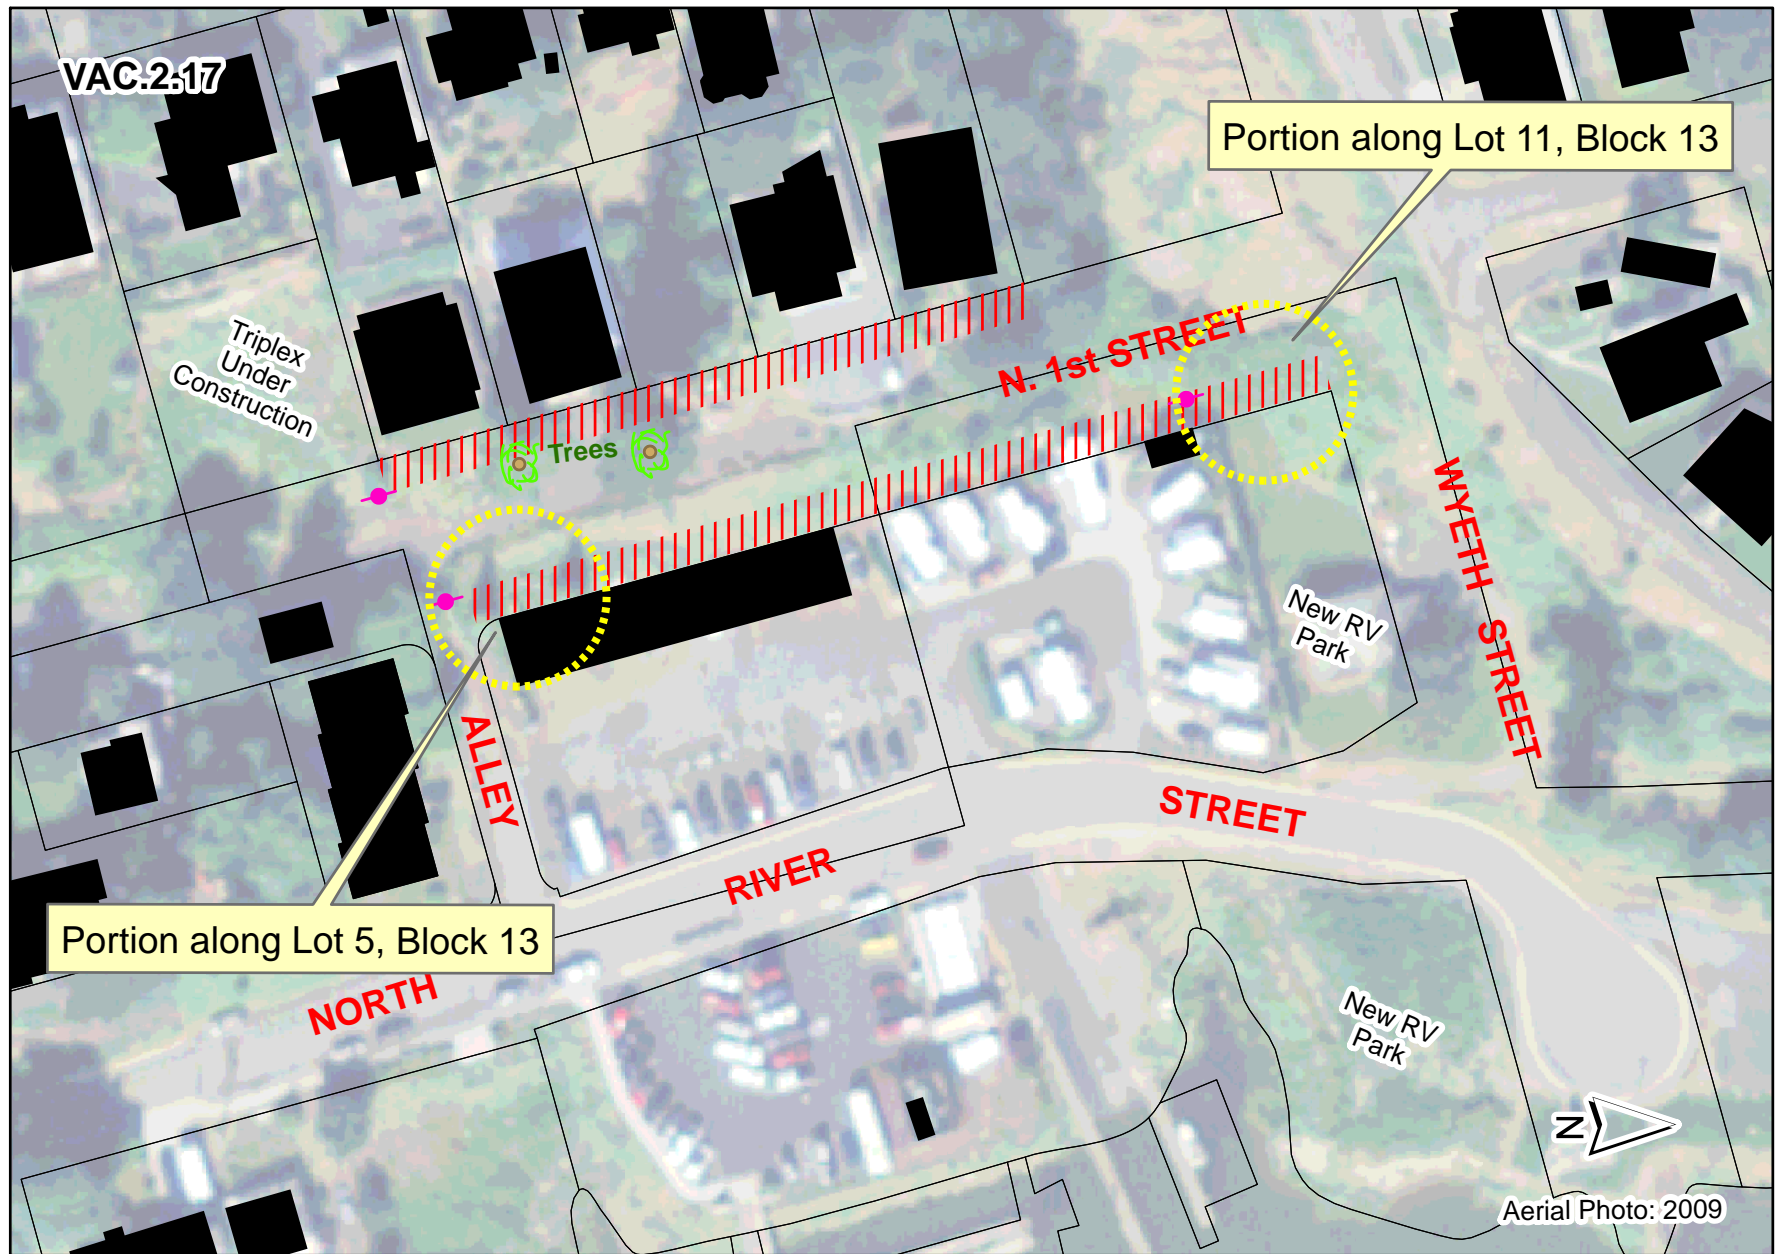 VAC.2.17
Portion along Lot 11, Block 13
Triplex
Under
Construction
N. 1st STREET
Trees
WYETH STREET
New RV
Park
ALLEY
STREET
RIVER
Portion along Lot 5, Block 13
NORTH
New RV
Park
N
Aerial Photo: 2009